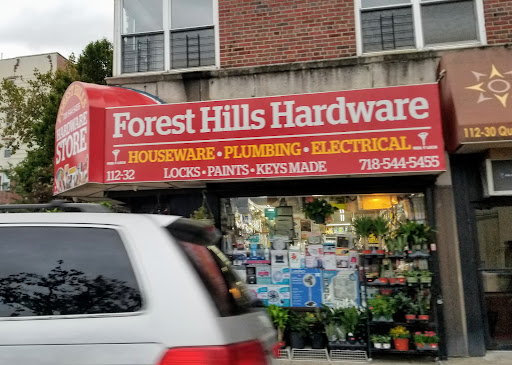 HARDWARE
STORE
Forest Hills Hardware
HOUSEWARE • PLUMBING • ELECTRICAL
112-32 LOCKS • PAINTS • KEYS MADE 718-544-5455
112-30 Qu